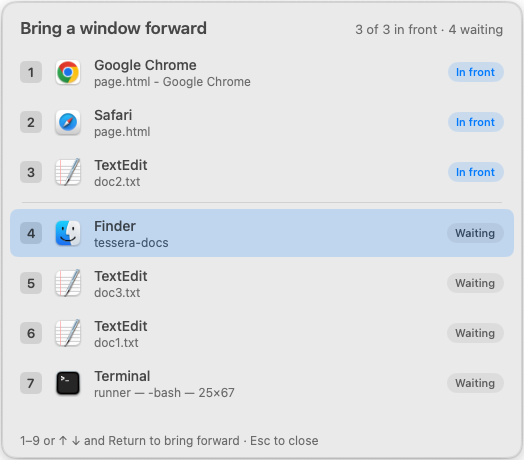 Bring a window forward
3 of 3 in front · 4 waiting
1
Google Chrome
page.html - Google Chrome
In front
2
Safari
page.html
In front
3
TextEdit
doc2.txt
In front
4
Finder
tessera-docs
Waiting
5
TextEdit
doc3.txt
Waiting
6
TextEdit
doc1.txt
Waiting
7
Terminal
runner — -bash — 25×67
Waiting
1–9 or ↑ ↓ and Return to bring forward · Esc to close